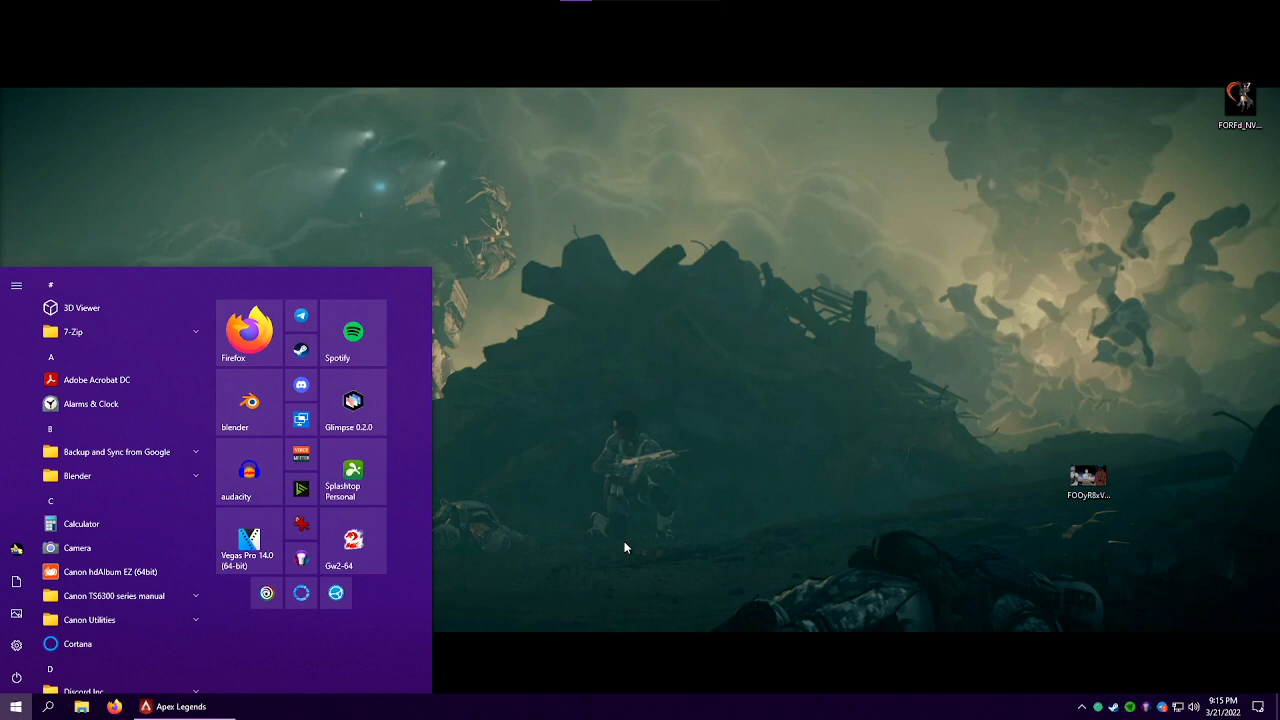 FORFd_NV...
#
3D Viewer
7-Zip
A
Adobe Acrobat DC
Alarms & Clock
B
Backup and Sync from Google
Blender
C
Calculator
Camera
Canon hdAlbum EZ (64bit)
Canon TS6300 series manual
Canon Utilities
Cortana
D
Discord Inc
Firefox
Spotify
blender
Glimpse 0.2.0
VOICE
MEETER
audacity
Splashtop
Personal
Vegas Pro 14.0
(64-bit)
Gw2-64
FOOyR8xV...
Apex Legends
9:15 PM
3/21/2022